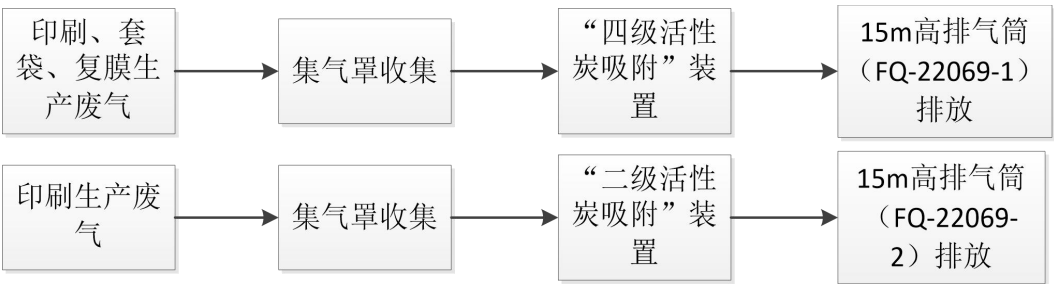 印刷、套
袋、复膜生
产废气
集气罩收集
“四级活性
炭吸附”装
置
15m高排气筒
（FQ-22069-1）
排放
印刷生产废
气
集气罩收集
“二级活性
炭吸附”装
置
15m高排气筒
（FQ-22069-
2）排放